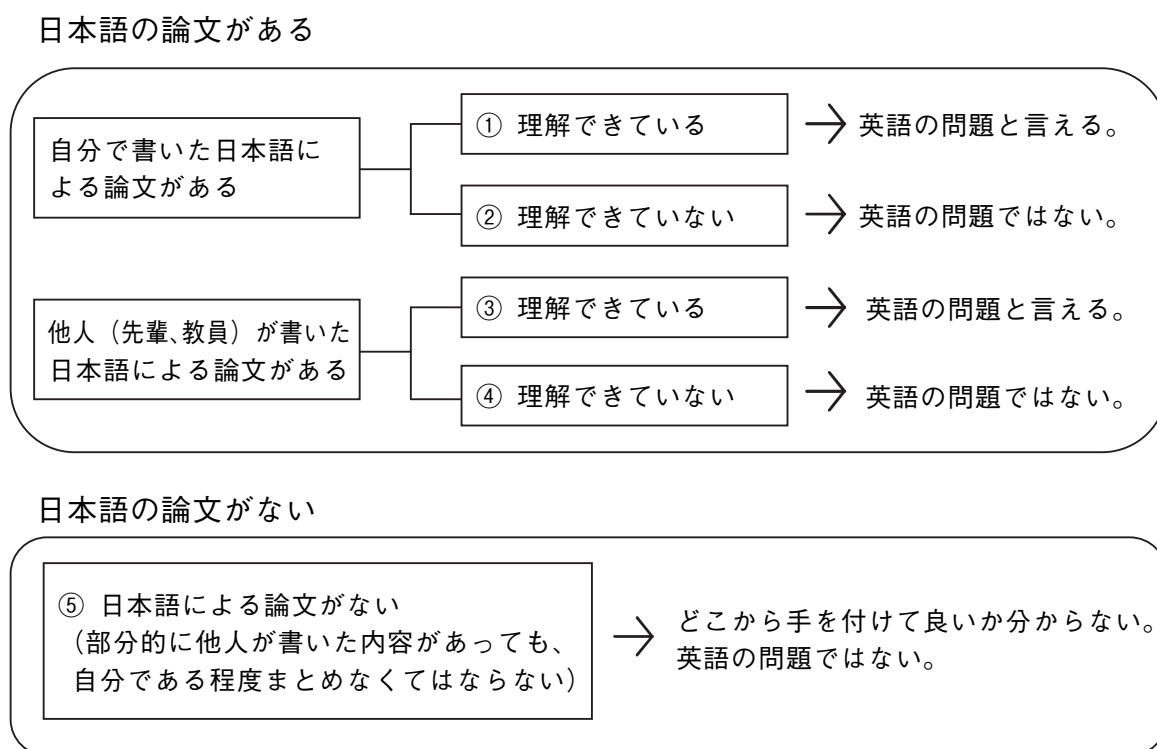 日本語の論文がある
自分で書いた日本語に
よる論文がある
① 理解できている
英語の問題と言える。
② 理解できていない
英語の問題ではない。
他人（先輩、教員）が書いた
日本語による論文がある
③ 理解できている
英語の問題と言える。
④ 理解できていない
英語の問題ではない。
日本語の論文がない
⑤ 日本語による論文がない
（部分的に他人が書いた内容があっても、
自分である程度まとめなくてはならない）
どこから手を付けて良いか分からない。
英語の問題ではない。